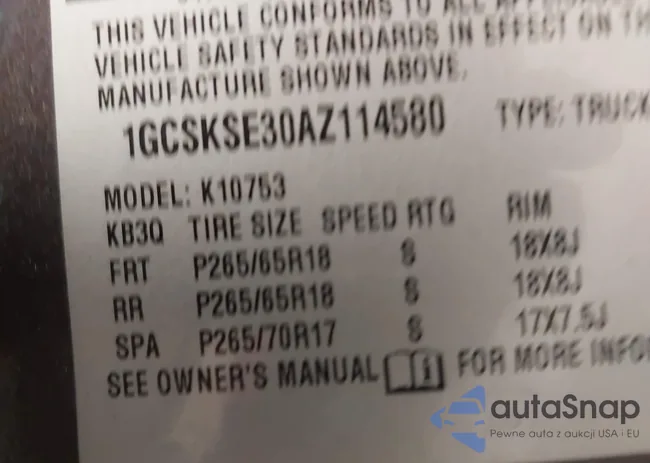 THIS VEHICLE CONFORMS TO ALL APPLICABLE
VEHICLE SAFETY STANDARDS IN EFFECT ON TH
MANUFACTURE SHOWN ABOVE.
1GCSKSE30AZ114580 TYPE: TRUCK
MODEL: K10753
KB3Q TIRE SIZE SPEED RTG RIM
FRT P265/65R18 S 18X8J
RR P265/65R18 S 18X8J
SPA P265/70R17 S 17X7.5J
SEE OWNER'S MANUAL FOR MORE INFO
autaSnap
Pewne auta z aukcji USA i EU